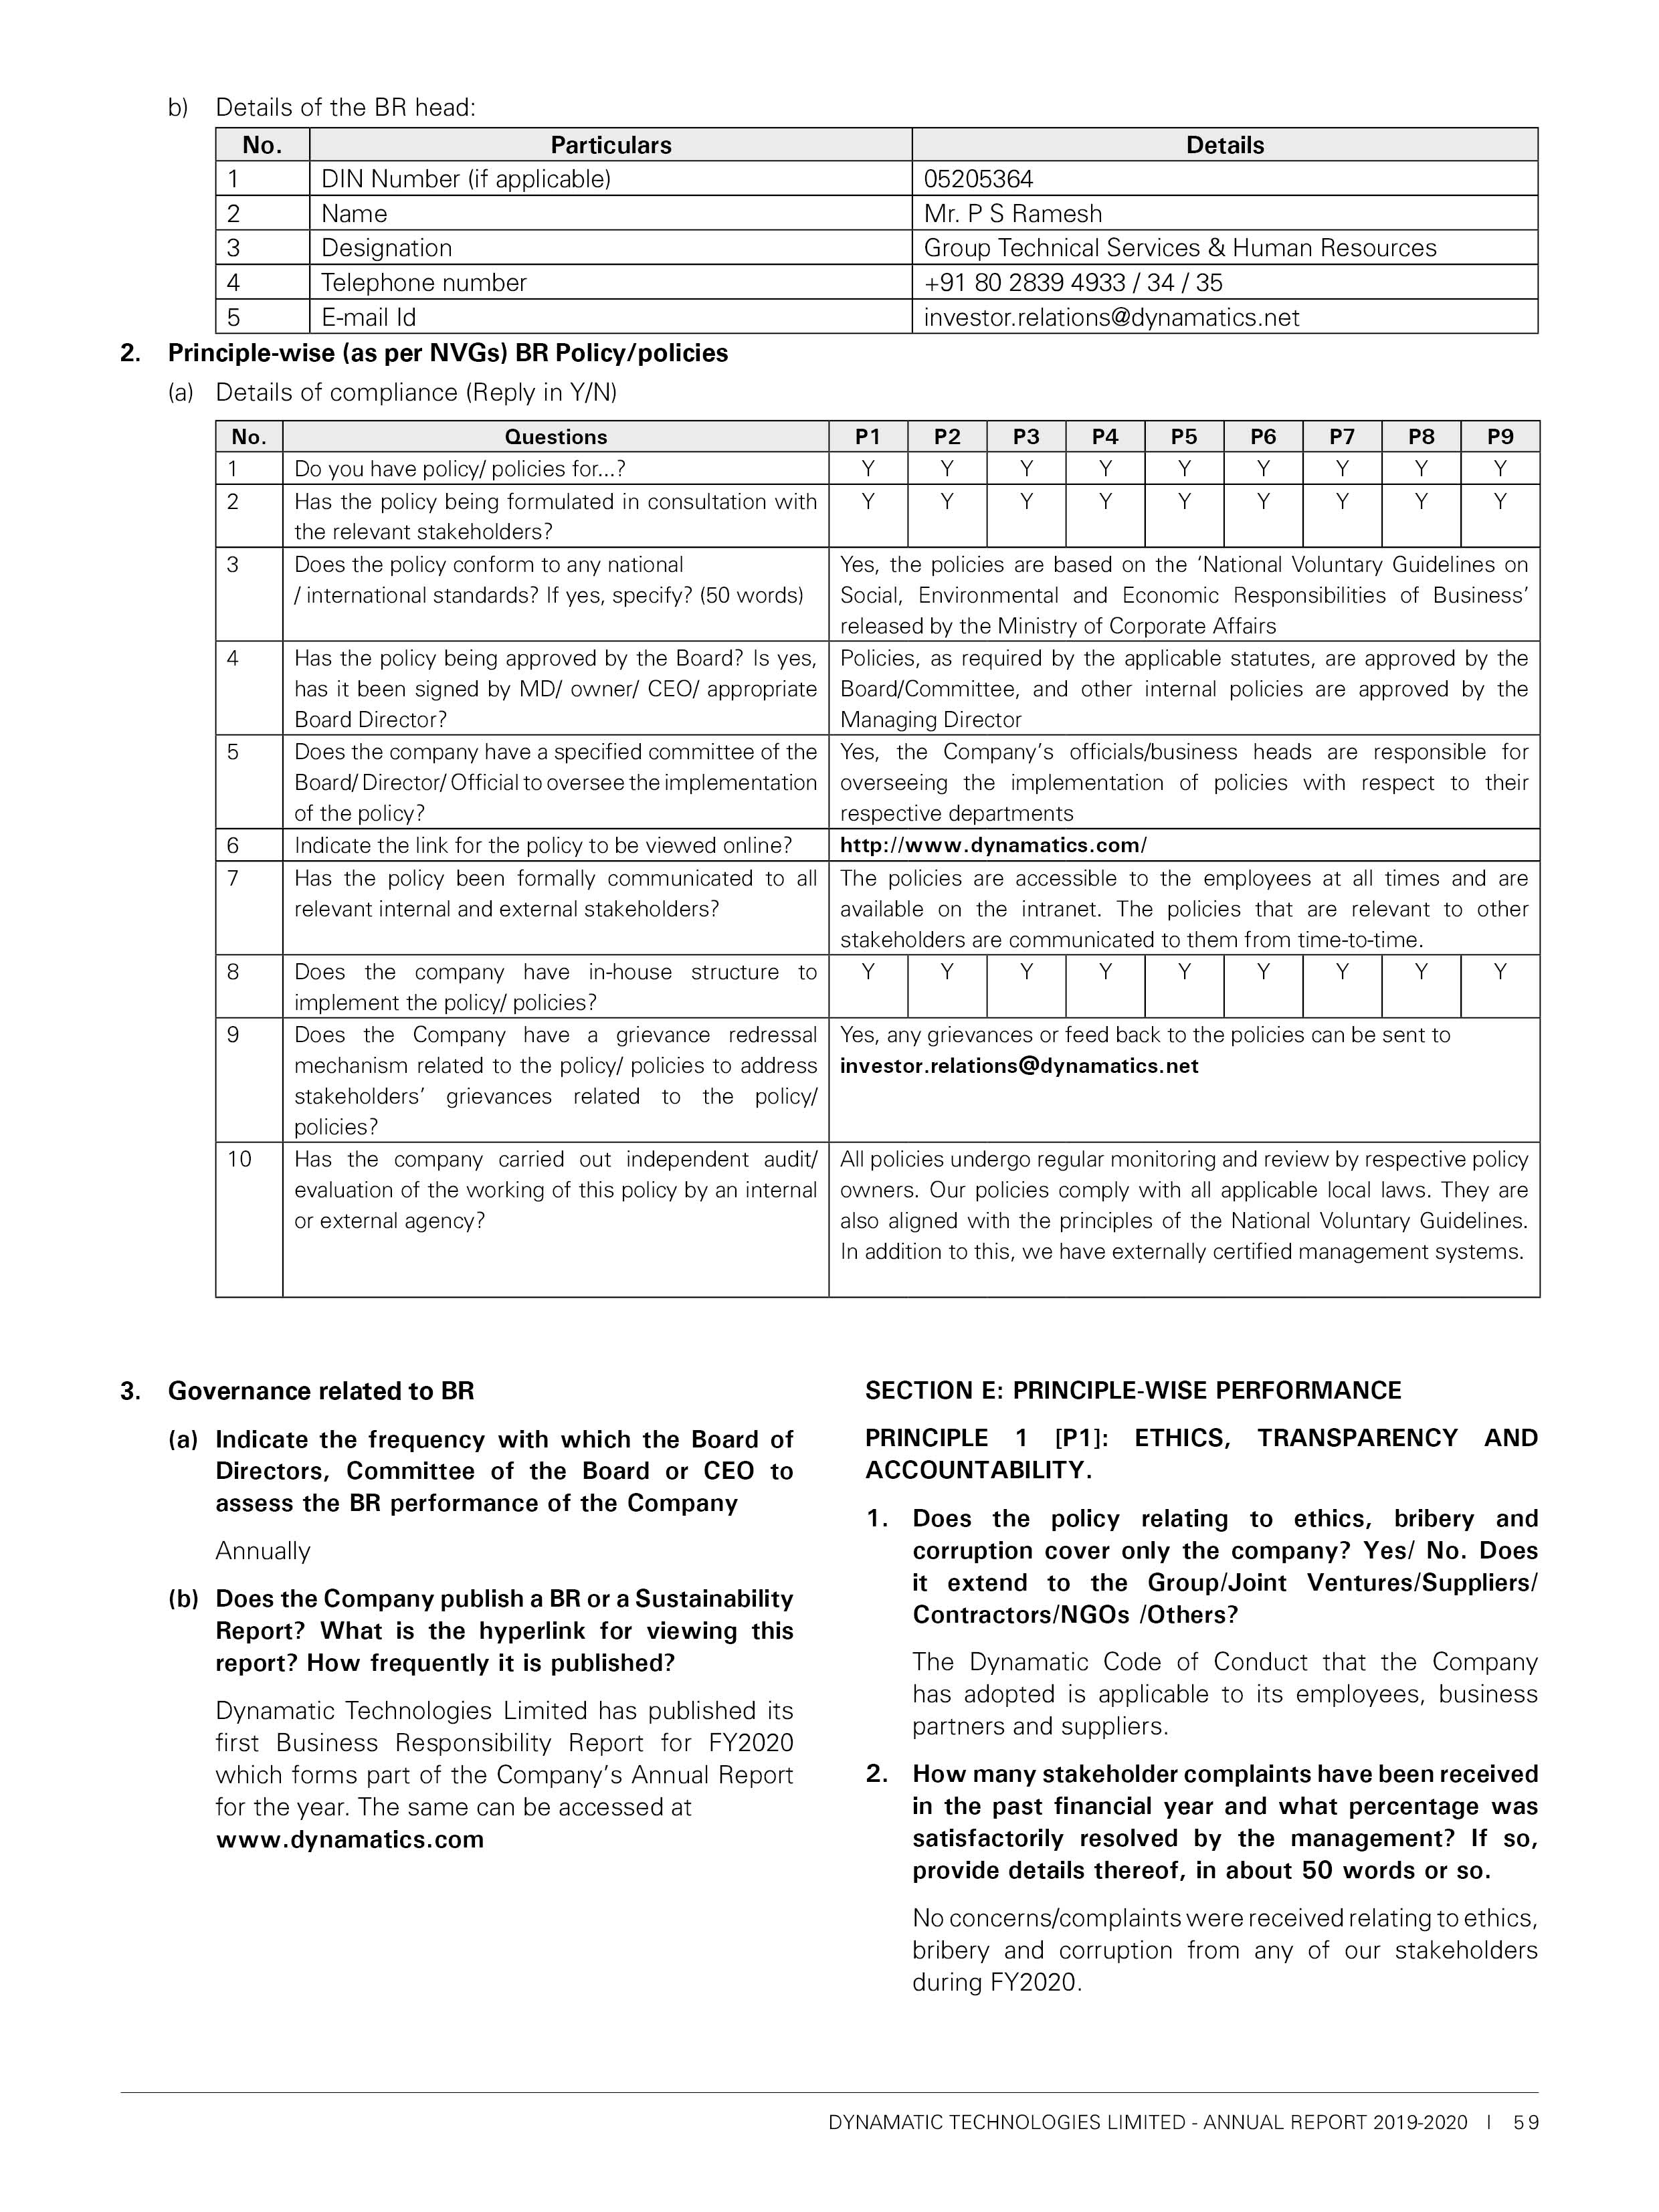 b) Details of the BR head:
No. Particulars Details
1 DIN Number (if applicable) 05205364
2 Name Mr. P S Ramesh
3 Designation Group Technical Services & Human Resources
4 Telephone number +91 80 2839 4933 / 34 / 35
5 E-mail Id investor.relations@dynamatics.net
2. Principle-wise (as per NVGs) BR Policy/policies
(a) Details of compliance (Reply in Y/N)
No. Questions P1 P2 P3 P4 P5 P6 P7 P8 P9
1 Do you have policy/ policies for...? Y Y Y Y Y Y Y Y Y
2 Has the policy being formulated in consultation with Y Y Y Y Y Y Y Y Y
the relevant stakeholders?
3 Does the policy conform to any national
/ international standards? If yes, specify? (50 words)
Yes, the policies are based on the ‘National Voluntary Guidelines on
Social, Environmental and Economic Responsibilities of Business’
released by the Ministry of Corporate Affairs
4 Has the policy being approved by the Board? Is yes,
has it been signed by MD/ owner/ CEO/ appropriate
Board Director?
Policies, as required by the applicable statutes, are approved by the
Board/Committee, and other internal policies are approved by the
Managing Director
5 Does the company have a specified committee of the
Board/ Director/ Official to oversee the implementation
of the policy?
Yes, the Company’s officials/business heads are responsible for
overseeing the implementation of policies with respect to their
respective departments
6 Indicate the link for the policy to be viewed online? http://www.dynamatics.com/
7 Has the policy been formally communicated to all
relevant internal and external stakeholders?
The policies are accessible to the employees at all times and are
available on the intranet. The policies that are relevant to other
stakeholders are communicated to them from time-to-time.
8 Does the company have in-house structure to Y Y Y Y Y Y Y Y Y
implement the policy/ policies?
9 Does the Company have a grievance redressal
mechanism related to the policy/ policies to address
stakeholders’ grievances related to the policy/
policies?
Yes, any grievances or feed back to the policies can be sent to
investor.relations@dynamatics.net
10 Has the company carried out independent audit/
evaluation of the working of this policy by an internal
or external agency?
All policies undergo regular monitoring and review by respective policy
owners. Our policies comply with all applicable local laws. They are
also aligned with the principles of the National Voluntary Guidelines.
In addition to this, we have externally certified management systems.
3. Governance related to BR
(a) Indicate the frequency with which the Board of
Directors, Committee of the Board or CEO to
assess the BR performance of the Company
Annually
(b) Does the Company publish a BR or a Sustainability
Report? What is the hyperlink for viewing this
report? How frequently it is published?
Dynamatic Technologies Limited has published its
first Business Responsibility Report for FY2020
which forms part of the Company’s Annual Report
for the year. The same can be accessed at
www.dynamatics.com
SECTION E: PRINCIPLE-WISE PERFORMANCE
PRINCIPLE 1 [P1]: ETHICS, TRANSPARENCY AND
ACCOUNTABILITY.
1. Does the policy relating to ethics, bribery and
corruption cover only the company? Yes/ No. Does
it extend to the Group/Joint Ventures/Suppliers/
Contractors/NGOs /Others?
The Dynamatic Code of Conduct that the Company
has adopted is applicable to its employees, business
partners and suppliers.
2. How many stakeholder complaints have been received
in the past financial year and what percentage was
satisfactorily resolved by the management? If so,
provide details thereof, in about 50 words or so.
No concerns/complaints were received relating to ethics,
bribery and corruption from any of our stakeholders
during FY2020.
DYNAMATIC TECHNOLOGIES LIMITED - ANNUAL REPORT 2019-2020 I 59